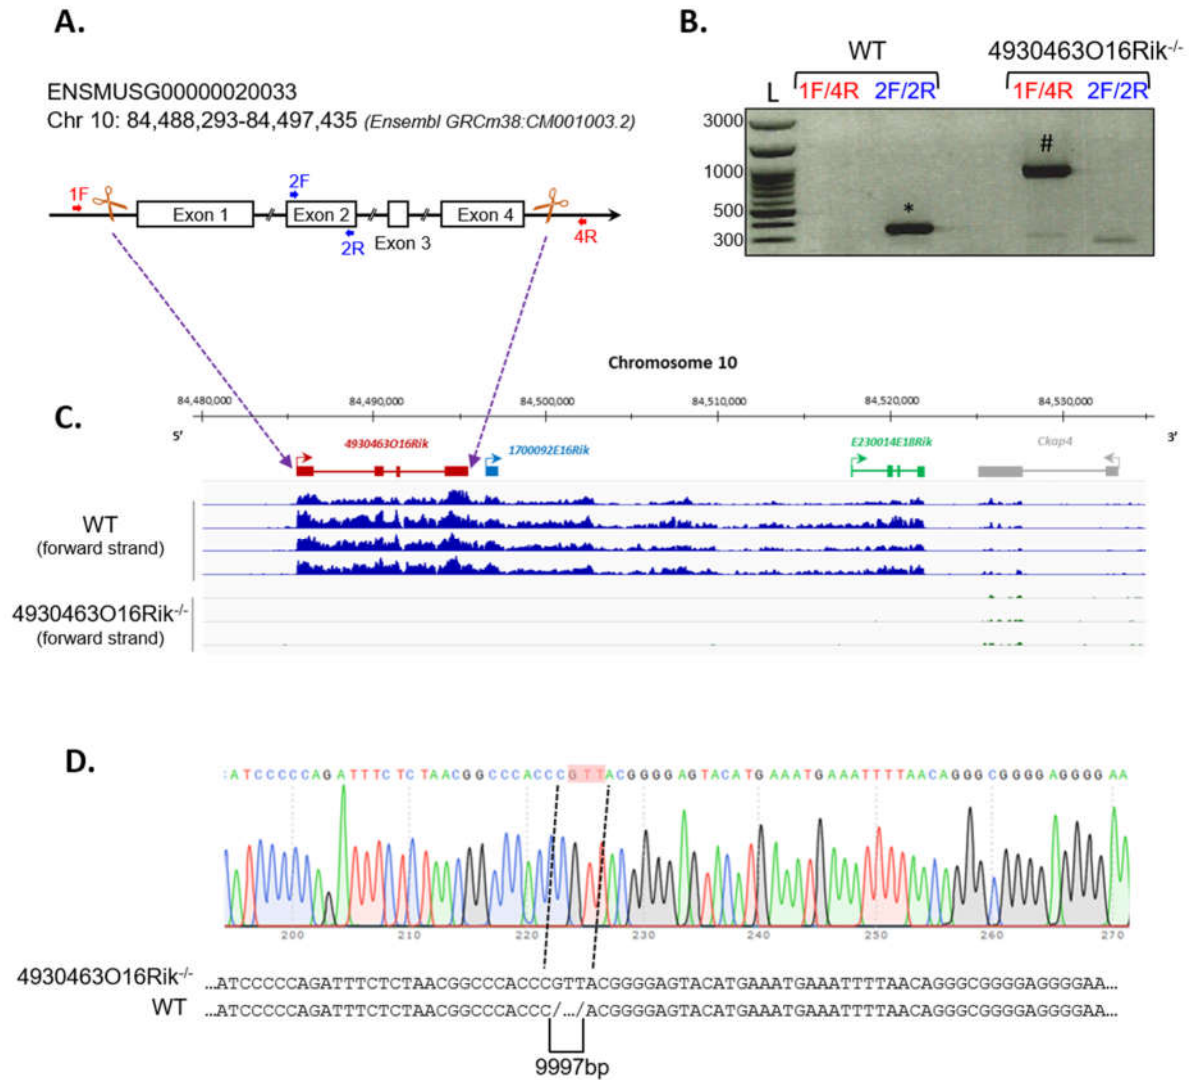 A.
ENSMUSG00000020033
Chr 10: 84,488,293-84,497,435 (Ensembl GRCm38:CM001003.2)
1F
2F
Exon 1
Exon 2
Exon 4
2R
Exon 3
4R
B.
WT
4930463O16Rik-/-
L
1F/4R
2F/2R
1F/4R
2F/2R
3000
1000
500
300
#
*
Chromosome 10
C.
84,480,000
84,490,000
84,500,000
84,510,000
84,520,000
84,530,000
5'
3'
4930463O16Rik
1700092E16Rik
E230014E18Rik
Ckap4
WT
(forward strand)
4930463O16Rik-/-
(forward strand)
D.
:ATCCCCCAGATTTCTCTAACGGCCCACCCGTTACGGGGAGTACATGAAATGAAATTTTAACAGGGCGGGGAGGGGAA
200
210
220
230
240
250
260
270
4930463O16Rik-/-
...ATCCCCCAGATTTCTCTAACGGCCCACCCGTTACGGGGAGTACATGAAATGAAATTTTAACAGGGCGGGGAGGGGAA...
WT
...ATCCCCCAGATTTCTCTAACGGCCCACCC/.../ACGGGGAGTACATGAAATGAAATTTTAACAGGGCGGGGAGGGGAA...
9997bp